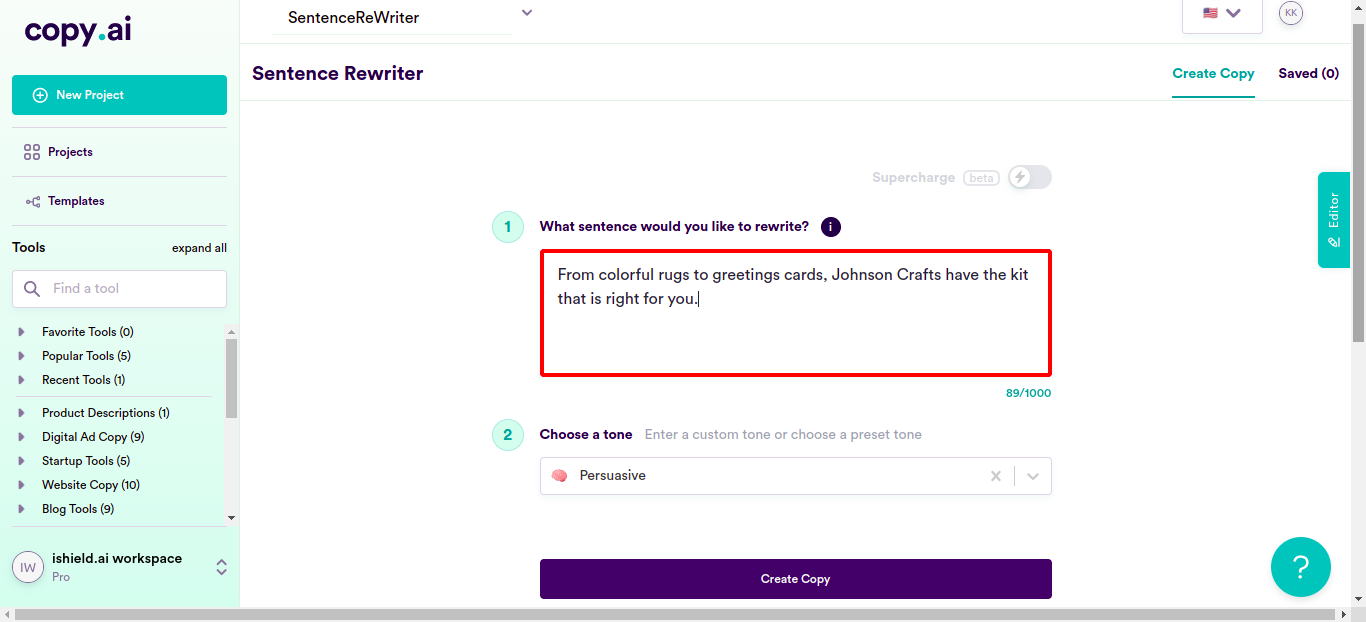 copy.ai
New Project
Projects
Templates
Tools
expand all
Find a tool
Favorite Tools (0)
Popular Tools (5)
Recent Tools (1)
Product Descriptions (1)
Digital Ad Copy (9)
Startup Tools (5)
Website Copy (10)
Blog Tools (9)
IW
ishield.ai workspace
Pro
SentenceReWriter
KK
Sentence Rewriter
Create Copy
Saved (0)
Supercharge beta
1 What sentence would you like to rewrite? i
From colorful rugs to greetings cards, Johnson Crafts have the kit
that is right for you.
89/1000
2 Choose a tone Enter a custom tone or choose a preset tone
Persuasive
Create Copy
Editor
?